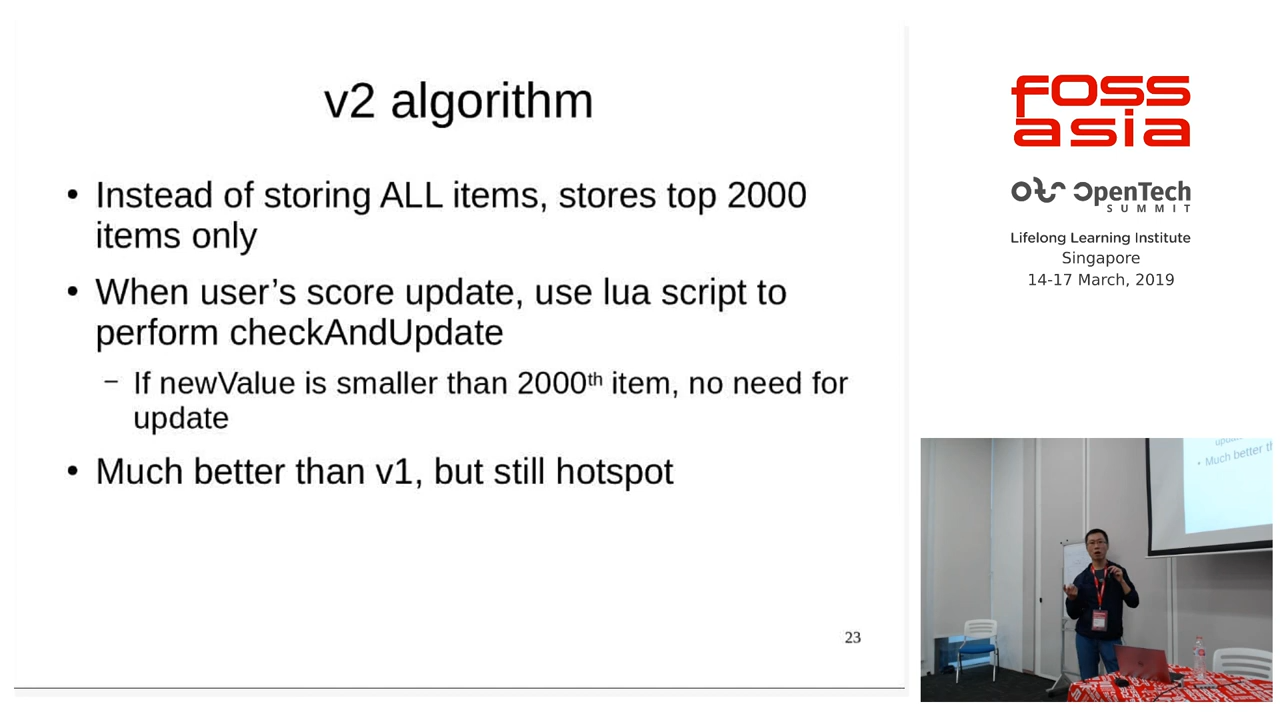 v2 algorithm
• Instead of storing ALL items, stores top 2000
items only
• When user’s score update, use lua script to
perform checkAndUpdate
– If newValue is smaller than 2000th item, no need for
update
• Much better than v1, but still hotspot
23
foss
asia
OpenTech
SUMMIT
Lifelong Learning Institute
Singapore
14-17 March, 2019
• Much better th